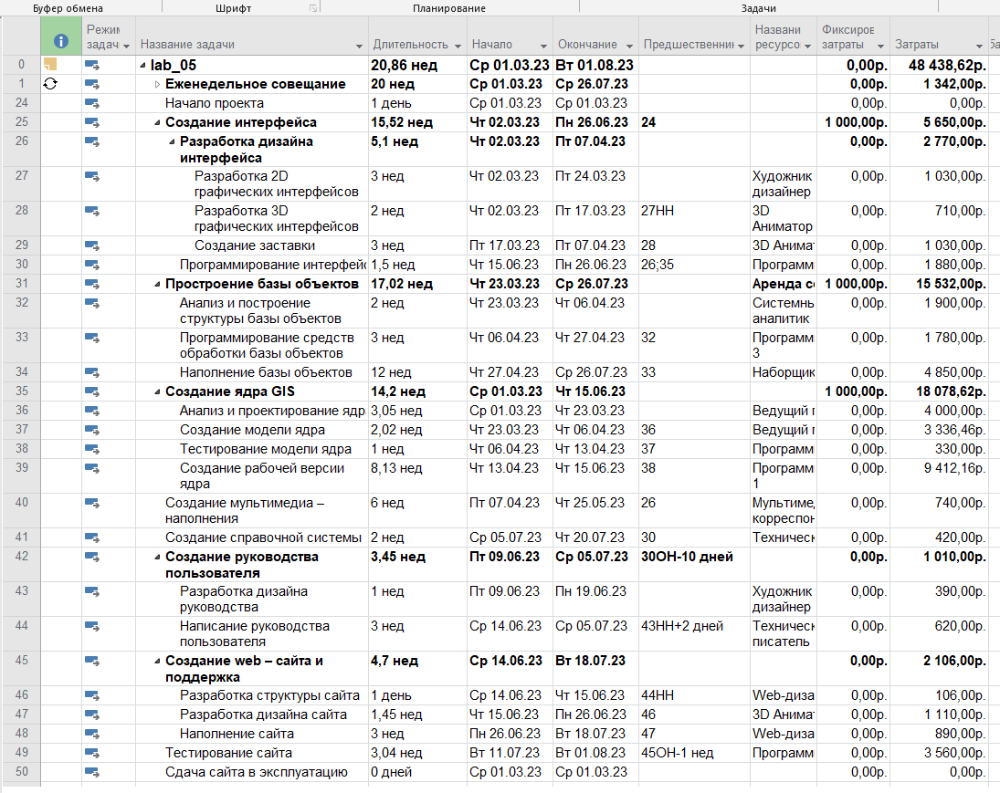 Буфер обмена Шрифт Планирование Задачи
Режим задач Название задачи Длительность Начало Окончание Предшественники Названи ресурсо Фиксиров затраты Затраты
0 lab_05 20,86 нед Ср 01.03.23 Вт 01.08.23 0,00р. 48 438,62р.
1 Еженедельное совещание 20 нед Ср 01.03.23 Ср 26.07.23 0,00р. 1 342,00р.
24 Начало проекта 1 день Ср 01.03.23 Ср 01.03.23 0,00р. 0,00р.
25 Создание интерфейса 15,52 нед Чт 02.03.23 Пн 26.06.23 24 1 000,00р. 5 650,00р.
26 Разработка дизайна 5,1 нед Чт 02.03.23 Пт 07.04.23 0,00р. 2 770,00р.
интерфейса
27 Разработка 2D 3 нед Чт 02.03.23 Пт 24.03.23 Художник 0,00р. 1 030,00р.
графических интерфейсов дизайнер
28 Разработка 3D 2 нед Чт 02.03.23 Пт 17.03.23 27НН 3D 0,00р. 710,00р.
графических интерфейсов Аниматор
29 Создание заставки 3 нед Пт 17.03.23 Пт 07.04.23 28 3D Анимат 0,00р. 1 030,00р.
30 Программирование интерфейс 1,5 нед Чт 15.06.23 Пн 26.06.23 26;35 Программ 0,00р. 1 880,00р.
31 Простроение базы объектов 17,02 нед Чт 23.03.23 Ср 26.07.23 Аренда се 1 000,00р. 15 532,00р.
32 Анализ и построение 2 нед Чт 23.03.23 Чт 06.04.23 Системны 0,00р. 1 900,00р.
структуры базы объектов аналитик
33 Программирование средств 3 нед Чт 06.04.23 Чт 27.04.23 32 Программ 0,00р. 1 780,00р.
обработки базы объектов 3
34 Наполнение базы объектов 12 нед Чт 27.04.23 Ср 26.07.23 33 Наборщик 0,00р. 4 850,00р.
35 Создание ядра GIS 14,2 нед Ср 01.03.23 Чт 15.06.23 1 000,00р. 18 078,62р.
36 Анализ и проектирование ядр 3,05 нед Ср 01.03.23 Чт 23.03.23 Ведущий п 0,00р. 4 000,00р.
37 Создание модели ядра 2,02 нед Чт 23.03.23 Чт 06.04.23 36 Ведущий п 0,00р. 3 336,46р.
38 Тестирование модели ядра 1 нед Чт 06.04.23 Чт 13.04.23 37 Программ 0,00р. 330,00р.
39 Создание рабочей версии 8,13 нед Чт 13.04.23 Чт 15.06.23 38 Программ 0,00р. 9 412,16р.
ядра 1
40 Создание мультимедиа – 6 нед Пт 07.04.23 Чт 25.05.23 26 Мультимед 0,00р. 740,00р.
наполнения корреспон
41 Создание справочной системы 2 нед Ср 05.07.23 Чт 20.07.23 30 Техническ 0,00р. 420,00р.
42 Создание руководства 3,45 нед Пт 09.06.23 Ср 05.07.23 30ОН-10 дней 0,00р. 1 010,00р.
пользователя
43 Разработка дизайна 1 нед Пт 09.06.23 Пн 19.06.23 Художник 0,00р. 390,00р.
руководства дизайнер
44 Написание руководства 3 нед Ср 14.06.23 Ср 05.07.23 43НН+2 дней Техническ 0,00р. 620,00р.
пользователя писатель
45 Создание web – сайта и 4,7 нед Ср 14.06.23 Вт 18.07.23 0,00р. 2 106,00р.
поддержка
46 Разработка структуры сайта 1 день Ср 14.06.23 Чт 15.06.23 44НН Web-диза 0,00р. 106,00р.
47 Разработка дизайна сайта 1,45 нед Чт 15.06.23 Пн 26.06.23 46 3D Анимат 0,00р. 1 110,00р.
48 Наполнение сайта 3 нед Пн 26.06.23 Вт 18.07.23 47 Web-диза 0,00р. 890,00р.
49 Тестирование сайта 3,04 нед Вт 11.07.23 Вт 01.08.23 45ОН-1 нед Программ 0,00р. 3 560,00р.
50 Сдача сайта в эксплуатацию 0 дней Ср 01.03.23 Ср 01.03.23 0,00р. 0,00р.